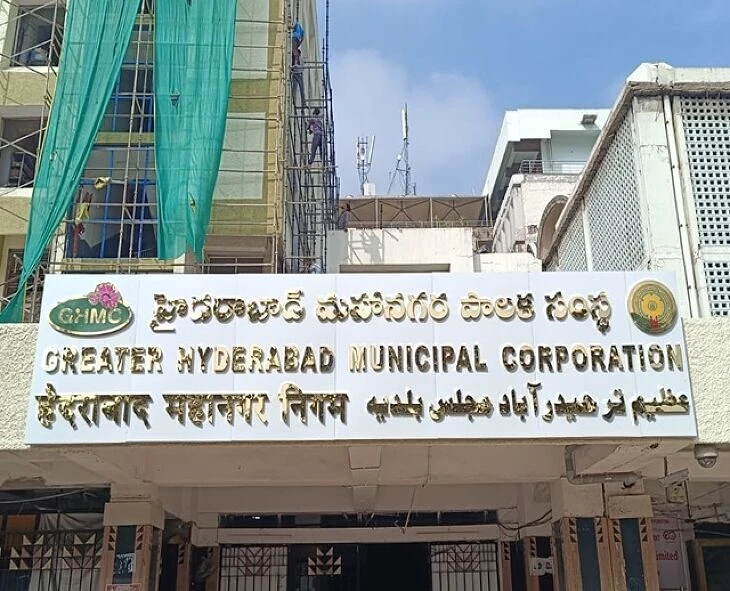 GHMC
హైదరాబాద్ మహానగర పాలక సంస్థ
GREATER HYDERABAD MUNICIPAL CORPORATION
हैदराबाद महानगर निगम
عظیم تر حیدرآباد مجلس بلدیہ